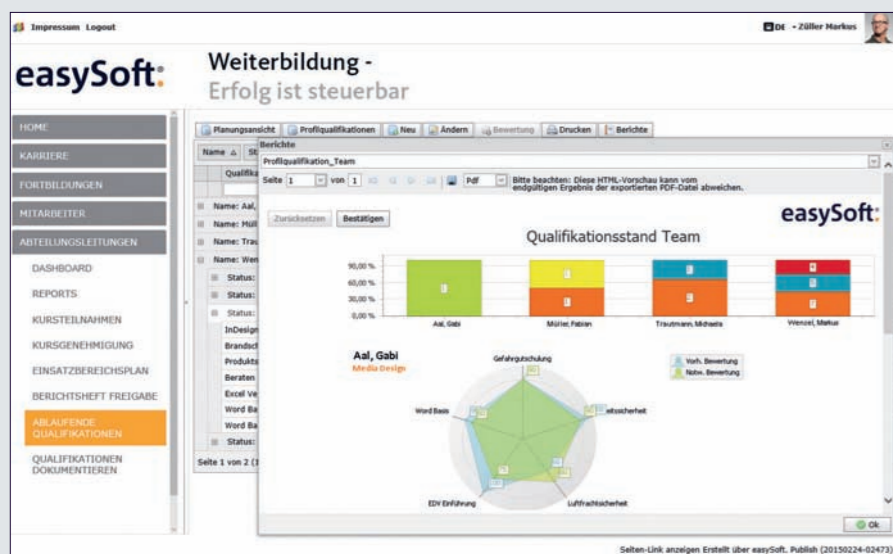 Impressum Logout
DE - Züller Markus
easySoft:
Weiterbildung -
Erfolg ist steuerbar
HOME
KARRIERE
FORTBILDUNGEN
MITARBEITER
ABTEILUNGSLEITUNGEN
DASHBOARD
REPORTS
KURSTEILNAHMEN
KURSGENEHMIGUNG
EINSATZBEREICHSPLAN
BERICHTSHEFT FREIGABE
ABLAUFENDE
QUALIFIKATIONEN
QUALIFIKATIONEN
DOKUMENTIEREN
Planungsansicht Profilqualifikationen Neu Ändern Bewertung Drucken Berichte
Name St
Qualifika
Name: Aal,
Name: Müll
Name: Trau
Name: Wen
Status:
Status:
Status:
InDesign
Brandsch
Produkts
Beraten
Excel Ve
Word Ba
Word Ba
Status:
Seite 1 von 2 (1
Berichte
Profilqualifikation_Team
Seite 1 von 1 Pdf Bitte beachten: Diese HTML-Vorschau kann vom
endgültigen Ergebnis der exportierten PDF-Datei abweichen.
Zurücksetzen Bestätigen
easySoft:
Qualifikationsstand Team
90,00 %
60,00 %
30,00 %
0,00 %
Aal, Gabi Müller, Fabian Trautmann, Michaela Wenzel, Markus
Aal, Gabi
Media Design
Gefahrgutschulung
Vorh. Bewertung
Notw. Bewertung
Word Basis
eitssicherheit
EDV Einführung
Luftfrachtsicherheit
Ok
Seiten-Link anzeigen Erstellt über easySoft. Publish (20150224-02473)